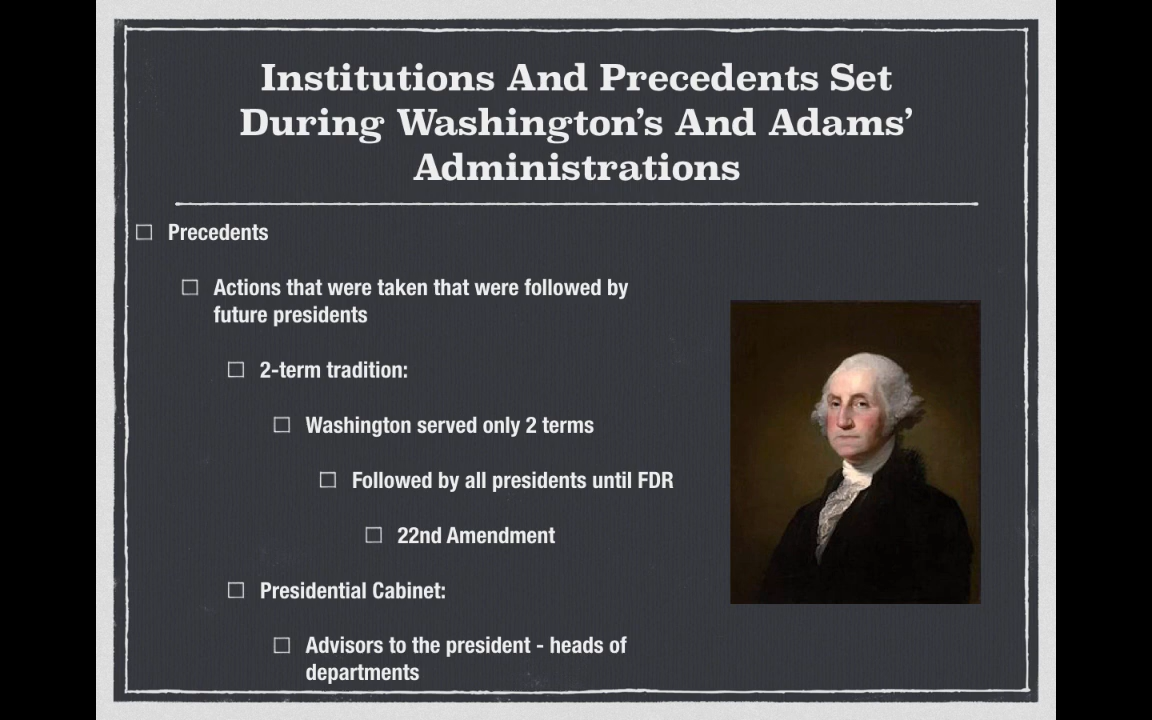 Institutions And Precedents Set
During Washington’s And Adams’
Administrations
Precedents
Actions that were taken that were followed by
future presidents
2-term tradition:
Washington served only 2 terms
Followed by all presidents until FDR
22nd Amendment
Presidential Cabinet:
Advisors to the president - heads of
departments